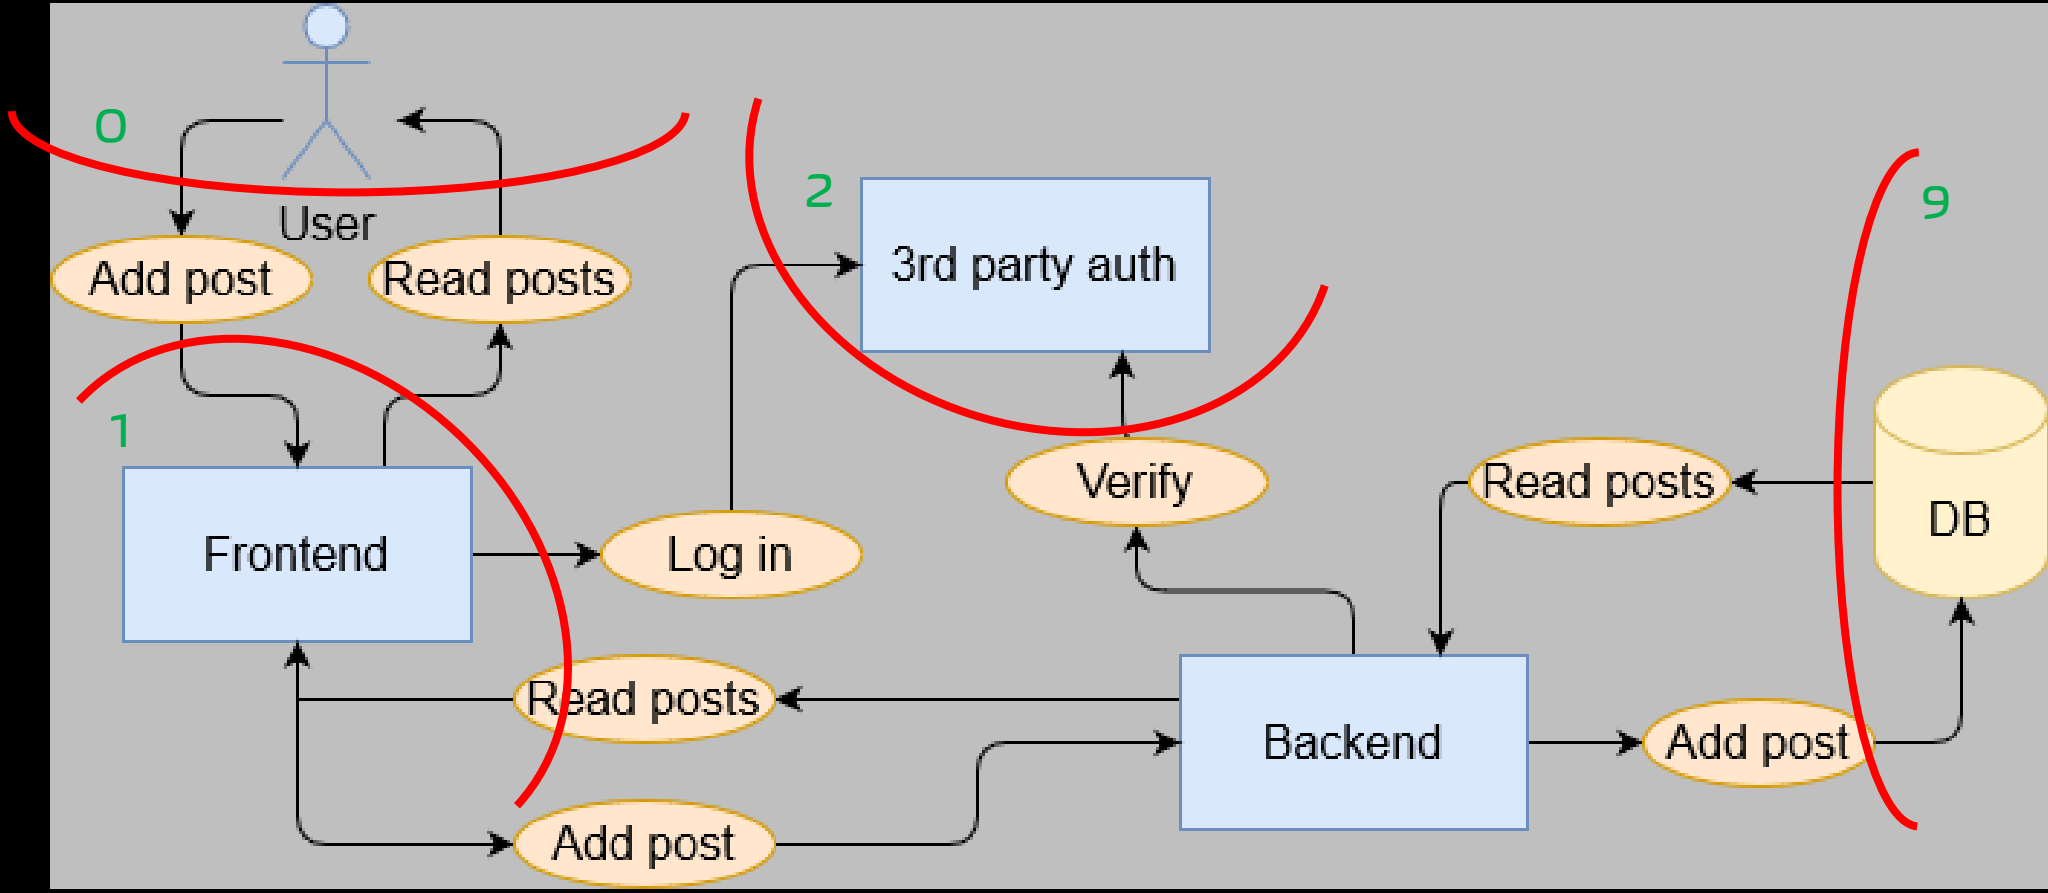 0
User
Add post
Read posts
1
Frontend
Log in
2
3rd party auth
Verify
Read posts
9
DB
Read posts
Backend
Add post
Add post